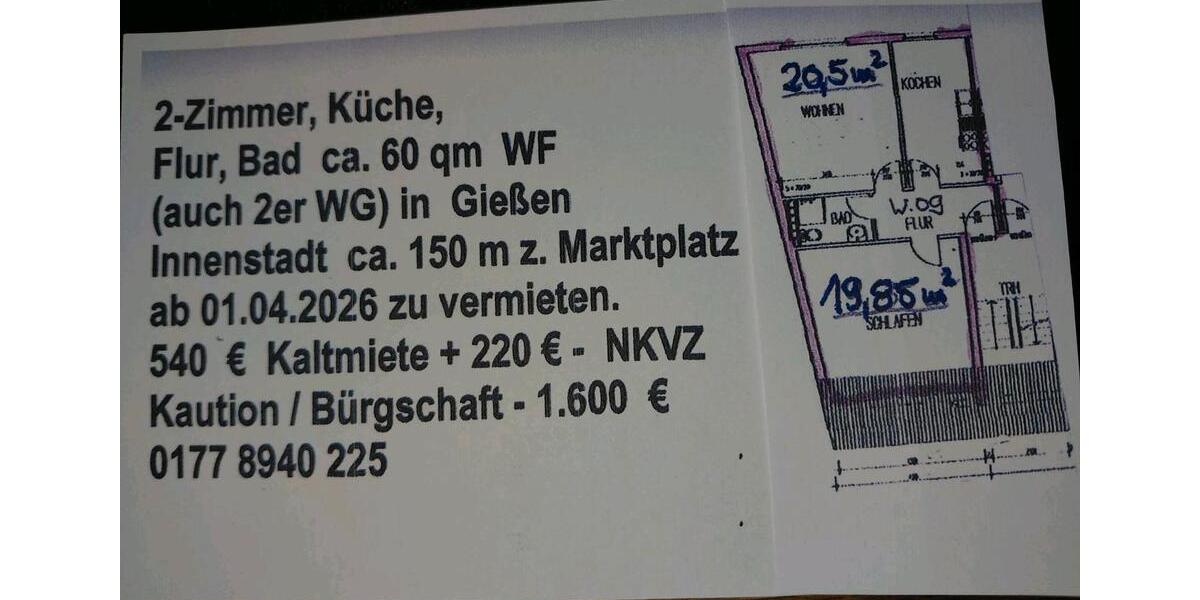 2-Zimmer, Küche,
Flur, Bad ca. 60 qm WF
(auch 2er WG) in Gießen
Innenstadt ca. 150 m z. Marktplatz
ab 01.04.2026 zu vermieten.
540 € Kaltmiete + 220 € - NKVZ
Kaution / Bürgschaft - 1.600 €
0177 8940 225
20,5 m²
WOHNEN
KOCHEN
BAD
W.OG
FLUR
19,85 m²
SCHLAFEN
TRH